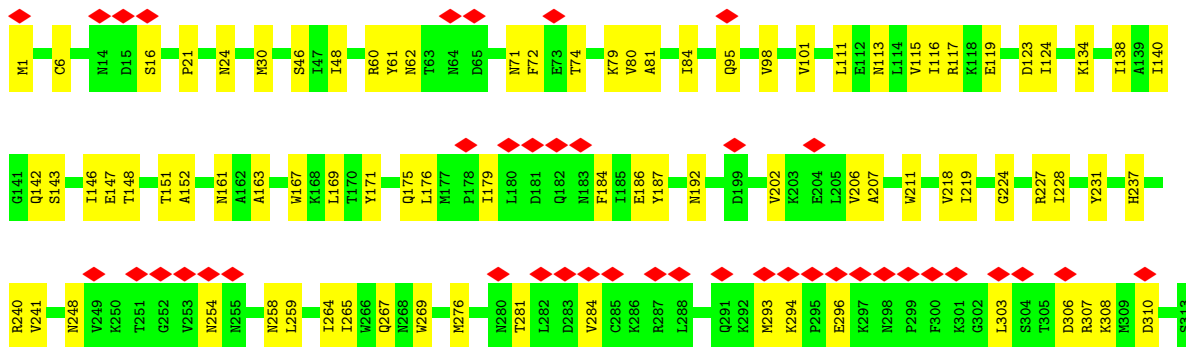 M1 C6 N14 D15 S16 P21 N24 M30 S46 I47 I48 R60 Y61 N62 T63 N64 D65 N71 F72 E73 T74 K79 V80 A81 I84 Q95 V98 V101 L111 E112 N113 L114 V115 I116 R117 K118 E119 D123 I124 K134 I138 A139 I140
G141 Q142 S143 I146 E147 T148 T151 A152 N161 A162 A163 W167 K168 L169 T170 Y171 Q175 L176 M177 P178 I179 L180 D181 Q182 N183 F184 I185 E186 Y187 N192 D199 V202 K203 E204 L205 V206 A207 W211 V218 I219 G224 R227 I228 Y231 H237
R240 V241 N248 V249 K250 T251 G252 V253 N254 N255 N258 L259 I264 I265 W266 Q267 N268 W269 M276 N280 T281 L282 D283 V284 C285 K286 R287 L288 Q291 K292 M293 K294 P295 E296 K297 N298 P299 F300 K301 G302 L303 S304 T305 D306 R307 K308 M309 D310 S313